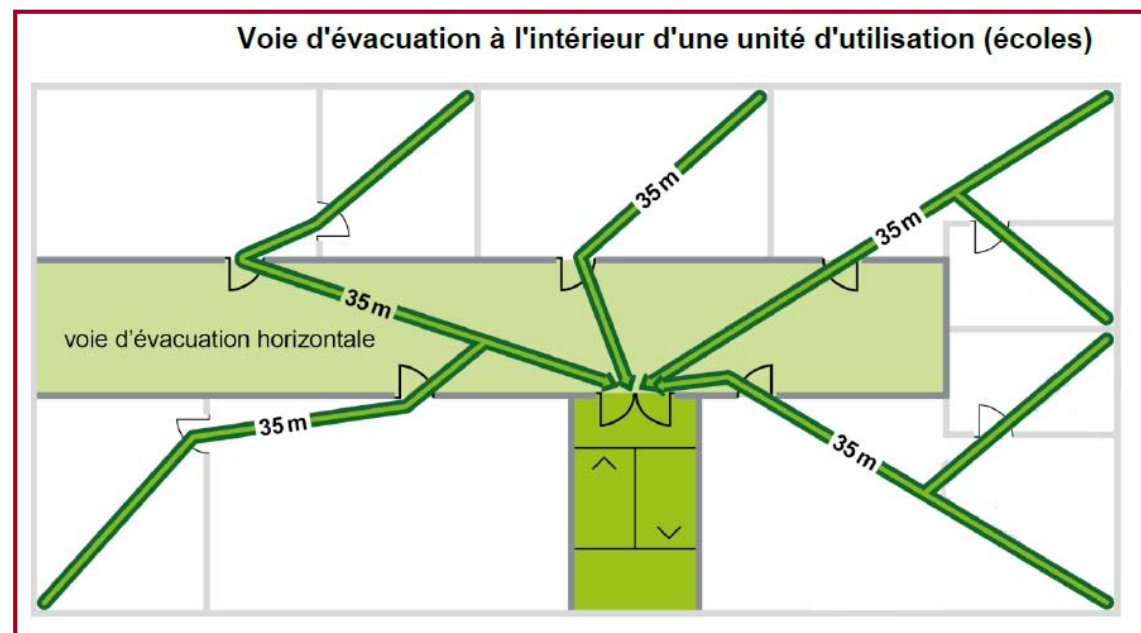 Voie d'évacuation à l'intérieur d'une unité d'utilisation (écoles)
35 m
35 m
35 m
voie d'évacuation horizontale
35 m
35 m